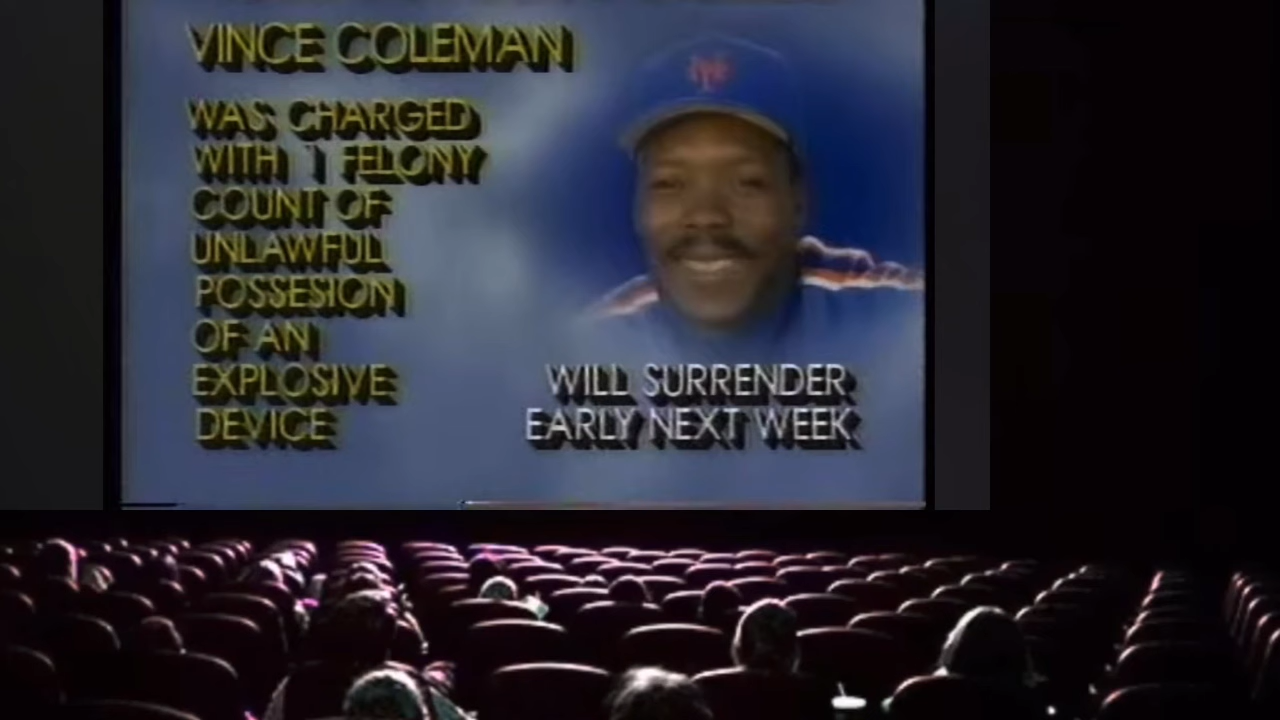 VINCE COLEMAN
WAS CHARGED
WITH 1 FELONY
COUNT OF
UNLAWFUL
POSSESION
OF AN
EXPLOSIVE
DEVICE
WILL SURRENDER
EARLY NEXT WEEK